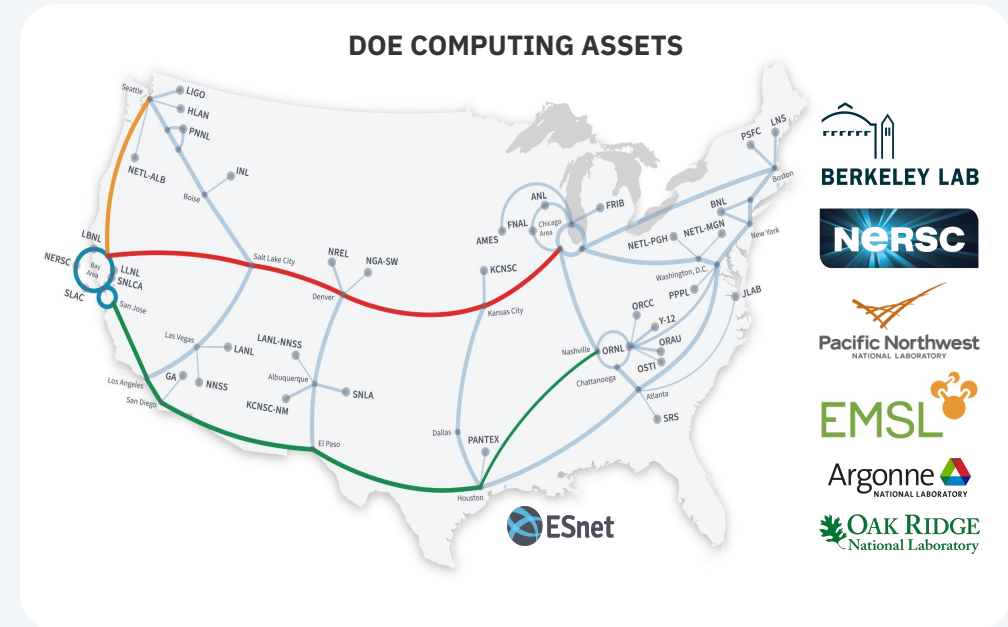 DOE COMPUTING ASSETS
Seattle
LIGO
HLAN
PNNL
NETL-ALB
INL
Boise
LBNL
NERSC
Bay
Area
LLNL
SNLCA
SLAC
San Jose
Salt Lake City
NREL
NGA-SW
Denver
KCNSC
Kansas City
Las Vegas
LANL
NNSS
GA
Los Angeles
San Diego
LANL-NNSS
Albuquerque
KCNSC-NM
SNLA
El Paso
Dallas
PANTEX
Houston
ANL
FNAL
Chicago
Area
AMES
FRIB
PSFC
LNS
Boston
BNL
New York
NETL-PGH
NETL-MGN
Washington, D.C.
PPPL
JLAB
ORCC
Y-12
Nashville
ORNL
ORAU
OSTI
Chattanooga
Atlanta
SRS
ESnet
BERKELEY LAB
NERSC
Pacific Northwest
NATIONAL LABORATORY
EMSL
Argonne
NATIONAL LABORATORY
OAK RIDGE
National Laboratory